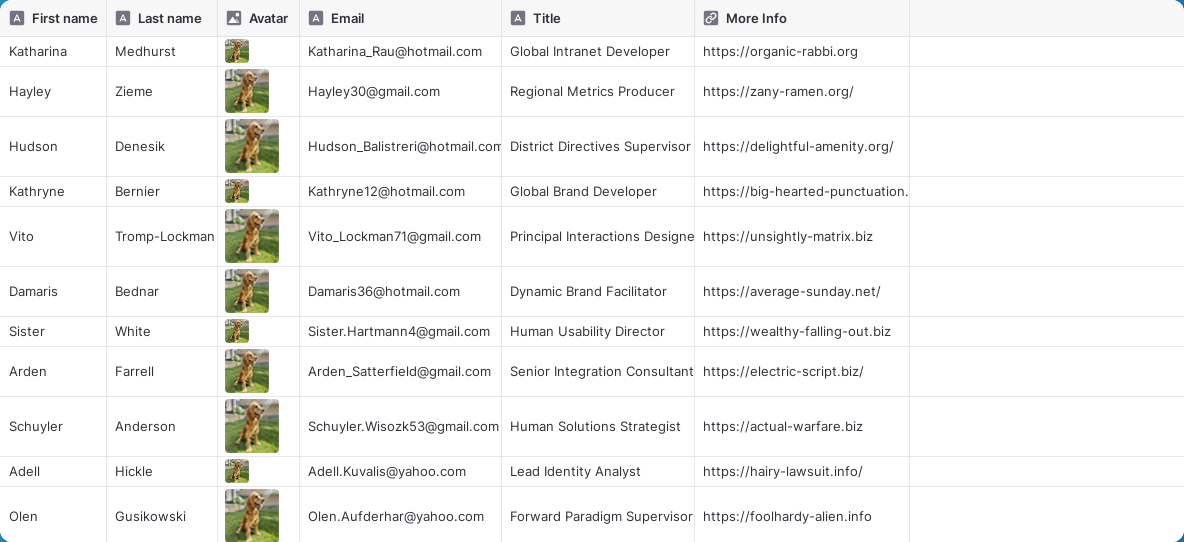 First name Last name Avatar Email Title More Info
Katharina Medhurst Katharina_Rau@hotmail.com Global Intranet Developer https://organic-rabbi.org
Hayley Zieme Hayley30@gmail.com Regional Metrics Producer https://zany-ramen.org/
Hudson Denesik Hudson_Balistreri@hotmail.com District Directives Supervisor https://delightful-amenity.org/
Kathryne Bernier Kathryne12@hotmail.com Global Brand Developer https://big-hearted-punctuation.
Vito Tromp-Lockman Vito_Lockman71@gmail.com Principal Interactions Designe https://unsightly-matrix.biz
Damaris Bednar Damaris36@hotmail.com Dynamic Brand Facilitator https://average-sunday.net/
Sister White Sister.Hartmann4@gmail.com Human Usability Director https://wealthy-falling-out.biz
Arden Farrell Arden_Satterfield@gmail.com Senior Integration Consultant https://electric-script.biz/
Schuyler Anderson Schuyler.Wisozk53@gmail.com Human Solutions Strategist https://actual-warfare.biz
Adell Hickle Adell.Kuvalis@yahoo.com Lead Identity Analyst https://hairy-lawsuit.info/
Olen Gusikowski Olen.Aufderhar@yahoo.com Forward Paradigm Supervisor https://foolhardy-alien.info